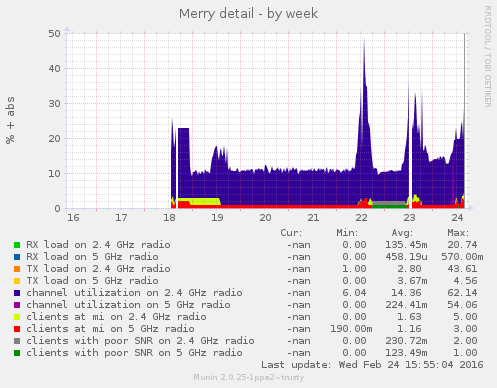 Merry detail - by week
RRDTOOL / TOBI OETIKER
% + abs
50
40
30
20
10
0
16 17 18 19 20 21 22 23 24
Cur: Min: Avg: Max:
RX load on 2.4 GHz radio -nan 0.00 135.45m 20.74
RX load on 5 GHz radio -nan 0.00 458.19u 570.00m
TX load on 2.4 GHz radio -nan 1.00 2.80 43.61
TX load on 5 GHz radio -nan 0.00 3.67m 4.56
channel utilization on 2.4 GHz radio -nan 6.04 14.36 62.14
channel utilization on 5 GHz radio -nan 0.00 224.41m 54.06
clients at mi on 2.4 GHz radio -nan 0.00 1.63 5.00
clients at mi on 5 GHz radio -nan 190.00m 1.16 3.00
clients with poor SNR on 2.4 GHz radio -nan 0.00 230.72m 2.00
clients with poor SNR on 5 GHz radio -nan 0.00 123.49m 1.00
Last update: Wed Feb 24 15:55:04 2016
Munin 2.0.25-1ppa2~trusty